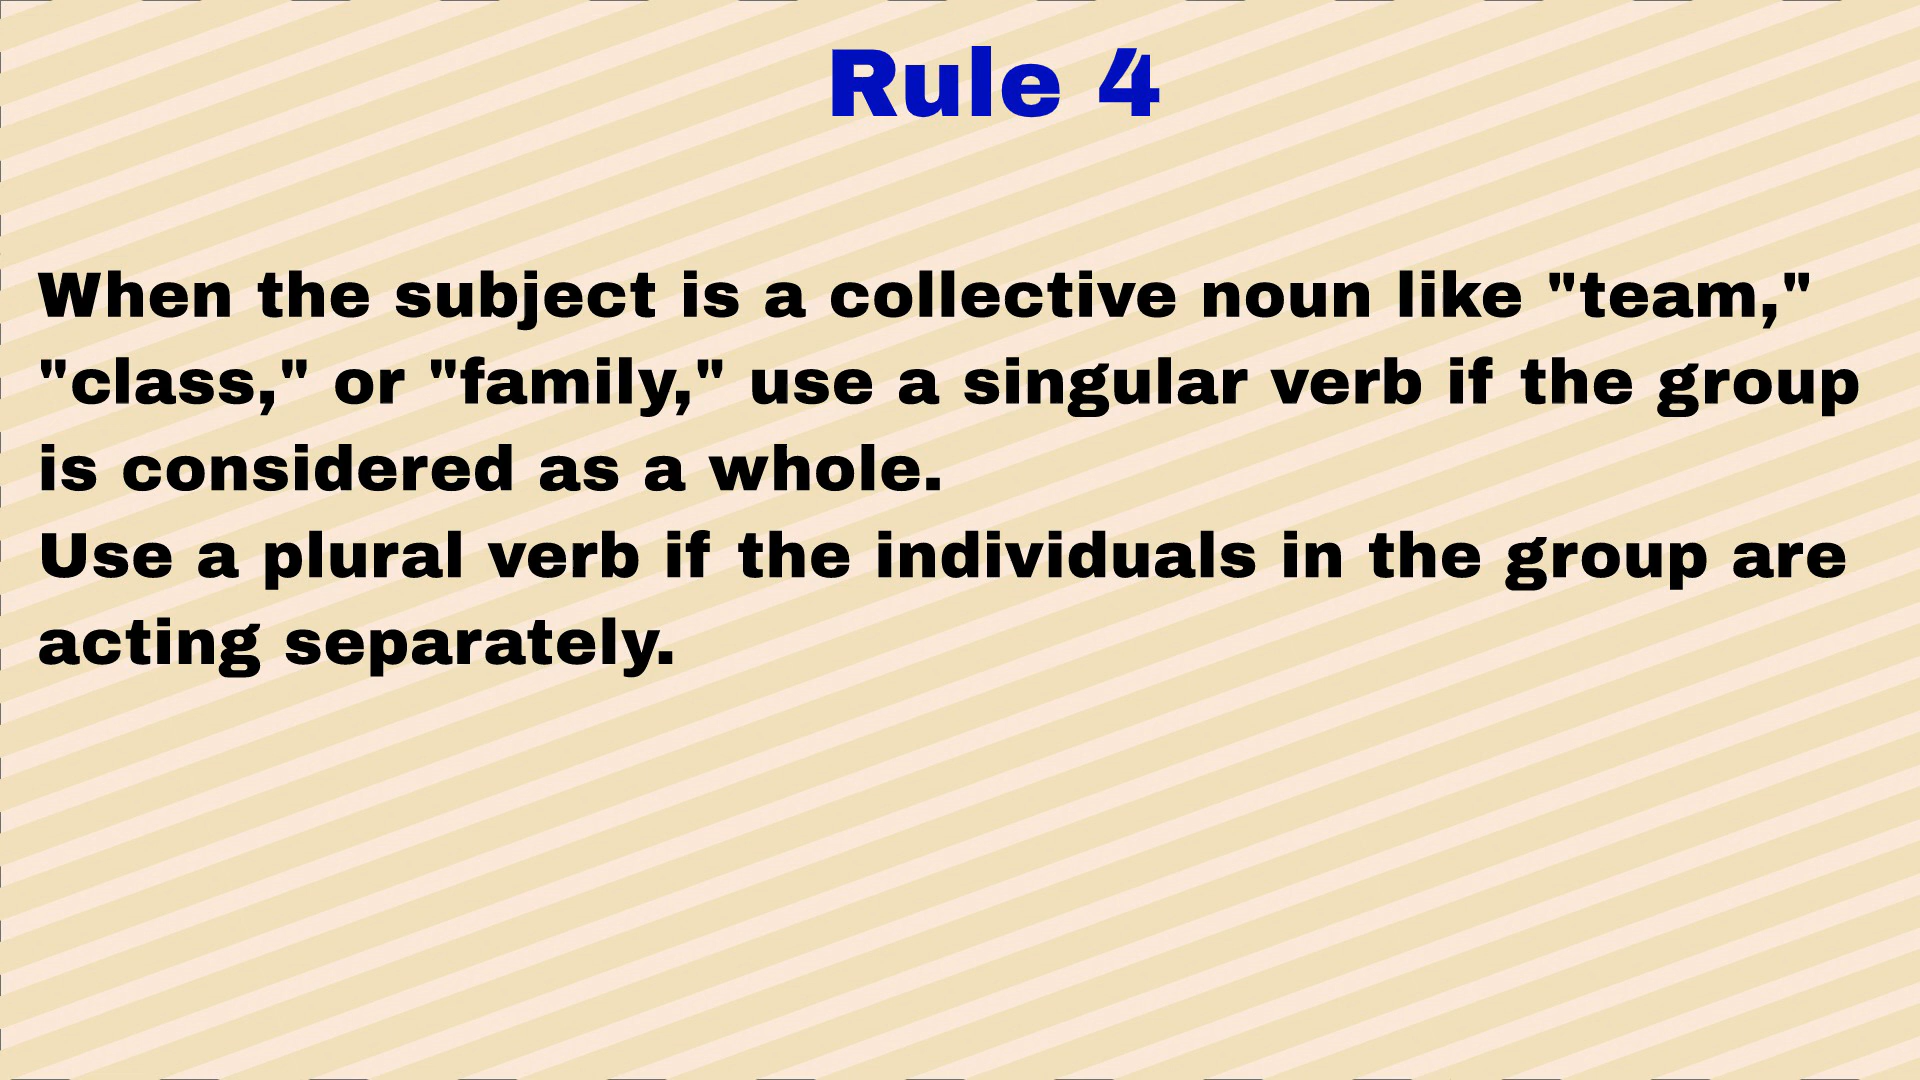 Rule 4
When the subject is a collective noun like "team,"
"class," or "family," use a singular verb if the group
is considered as a whole.
Use a plural verb if the individuals in the group are
acting separately.